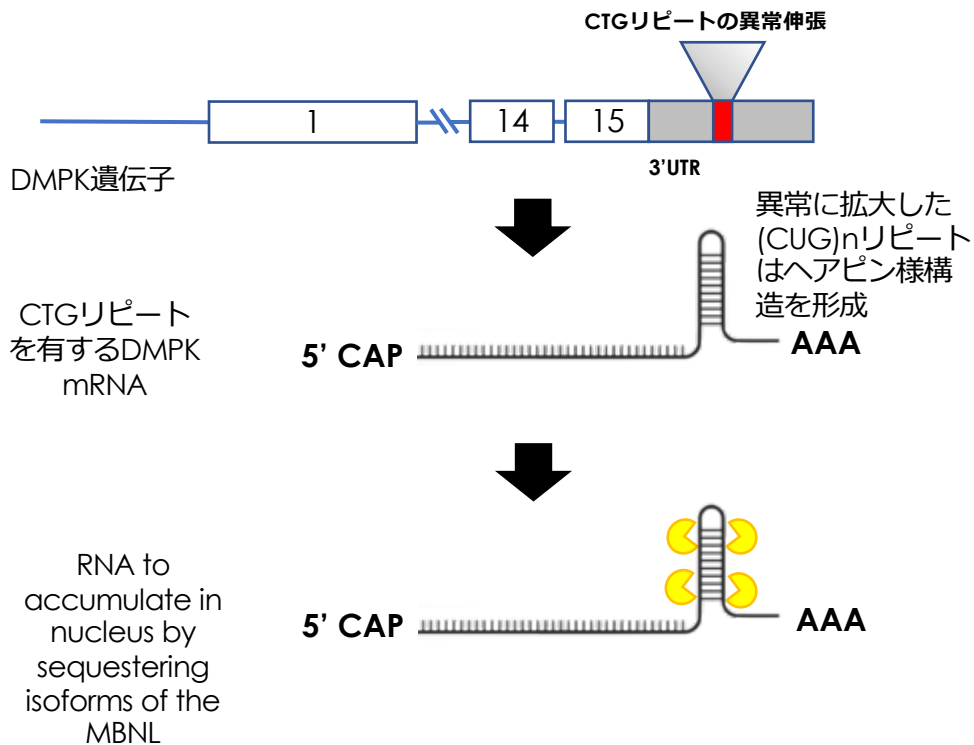 CTGリピートの異常伸張
1
14
15
3'UTR
DMPK遺伝子
異常に拡大した
(CUG)nリピート
はヘアピン様構
造を形成
CTGリピート
を有するDMPK
mRNA
5' CAP
AAA
RNA to
accumulate in
nucleus by
sequestering
isoforms of the
MBNL
5' CAP
AAA